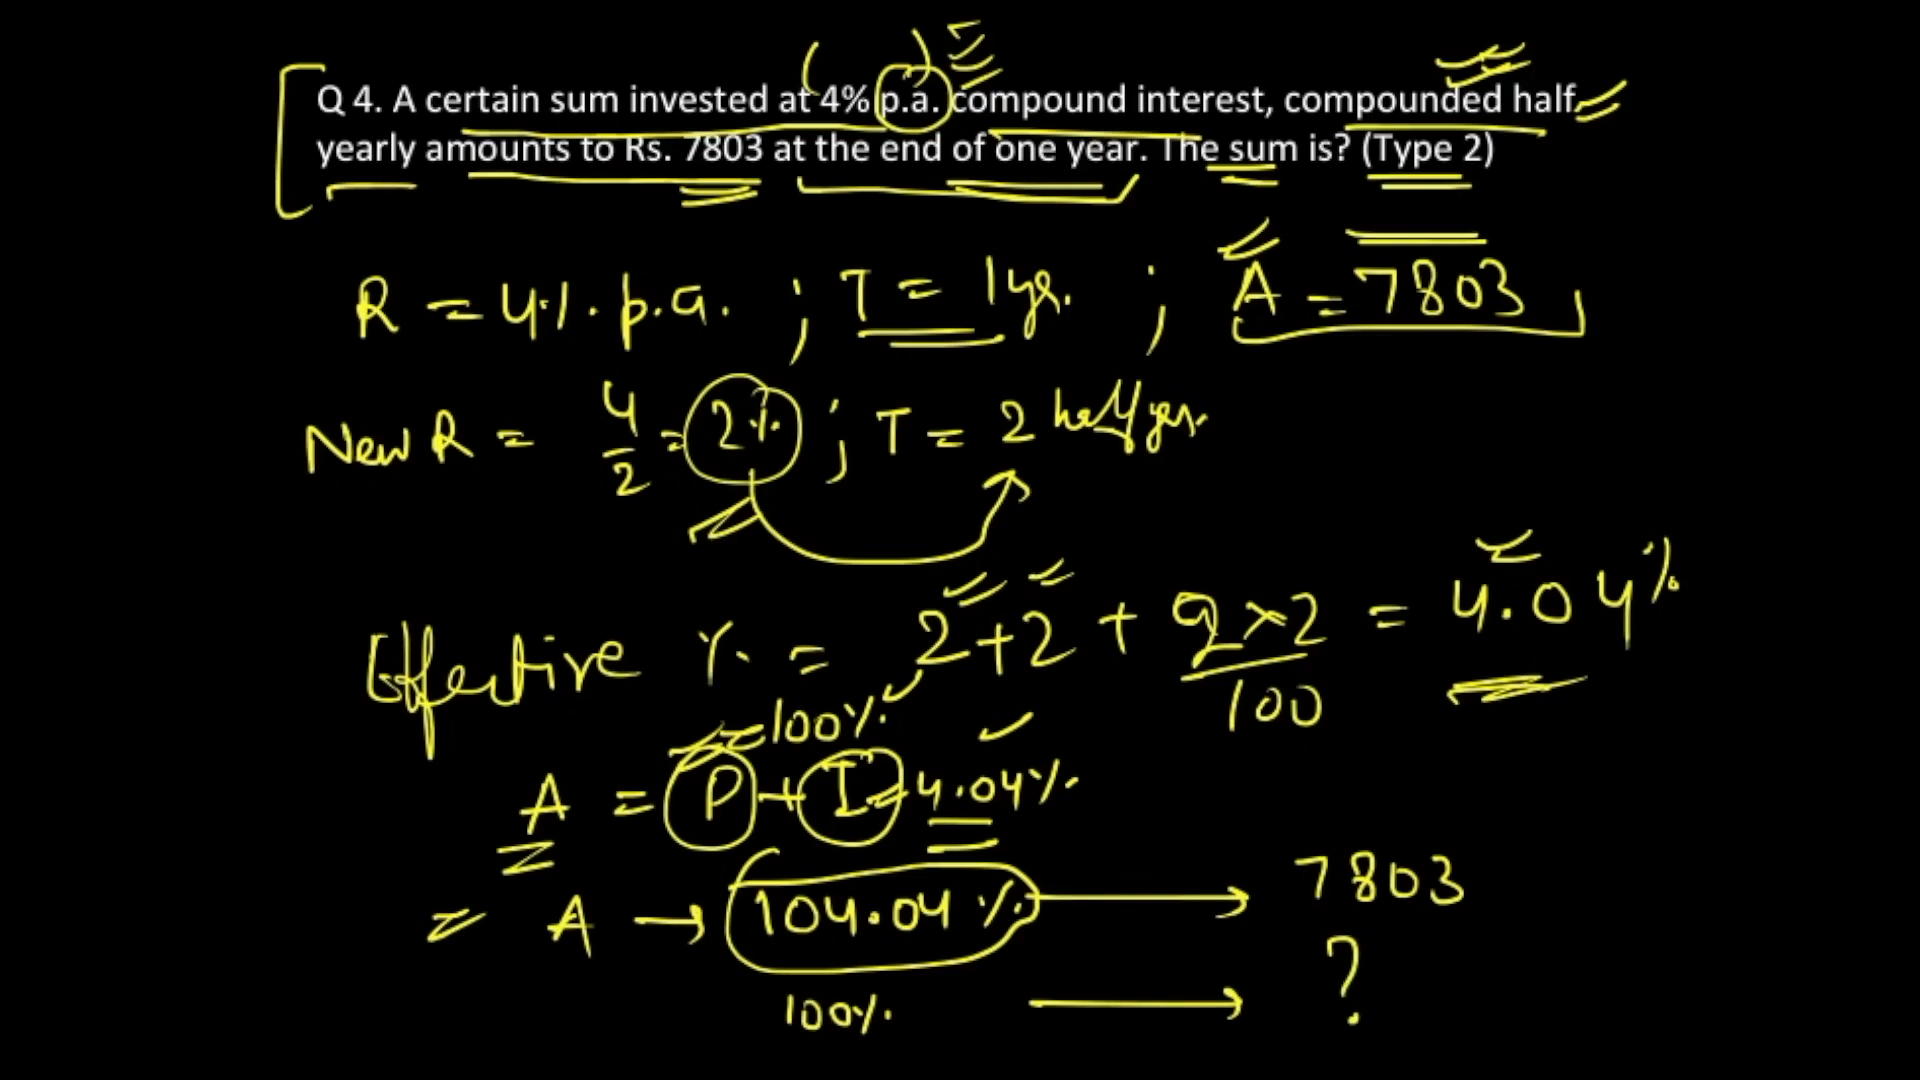 Q 4. A certain sum invested at 4% p.a. compound interest, compounded half
yearly amounts to Rs. 7803 at the end of one year. The sum is? (Type 2)
R = 4%. p.a. ; T = 1 yr. ; A = 7803
New R = 4/2 = 2% ; T = 2 half yrs.
Effective %. = 2 + 2 + 2×2/100 = 4.04%
= 100%.
A = P + I = 4.04%.
= A → 104.04 % → 7803
100%. → ?